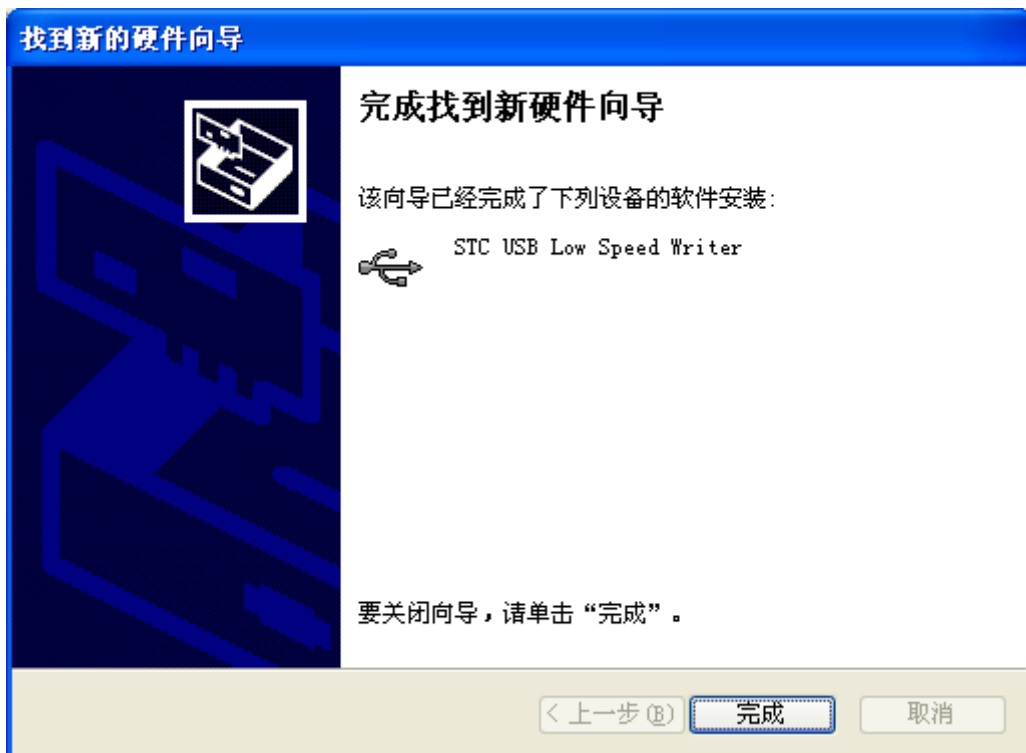 找到新的硬件向导
完成找到新硬件向导
该向导已经完成了下列设备的软件安装:
STC USB Low Speed Writer
要关闭向导，请单击“完成”。
< 上一步(B) 完成 取消